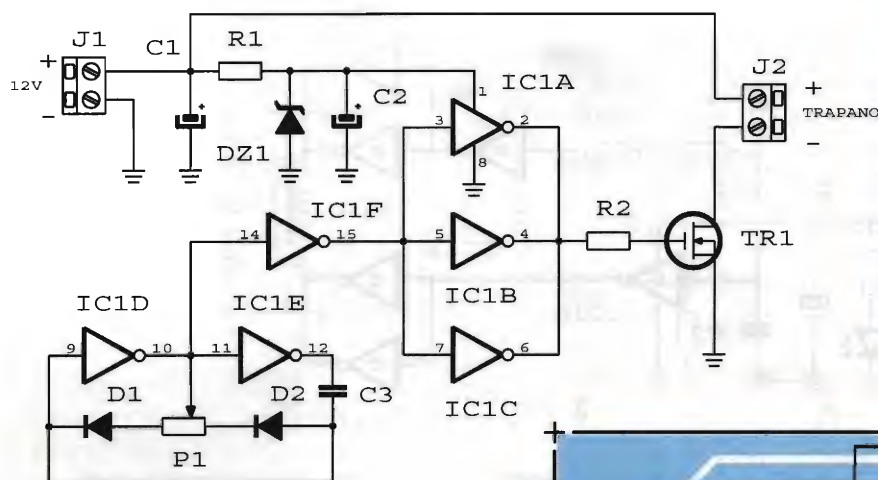 J1
C1
R1
IC1A
J2
+
12V
-
+
DZ1
+
C2
1
3
2
8
+
TRAPANO
-
IC1F
14
15
R2
TR1
5
4
IC1B
IC1D
IC1E
9
10
11
12
7
6
IC1C
D1
D2
C3
P1